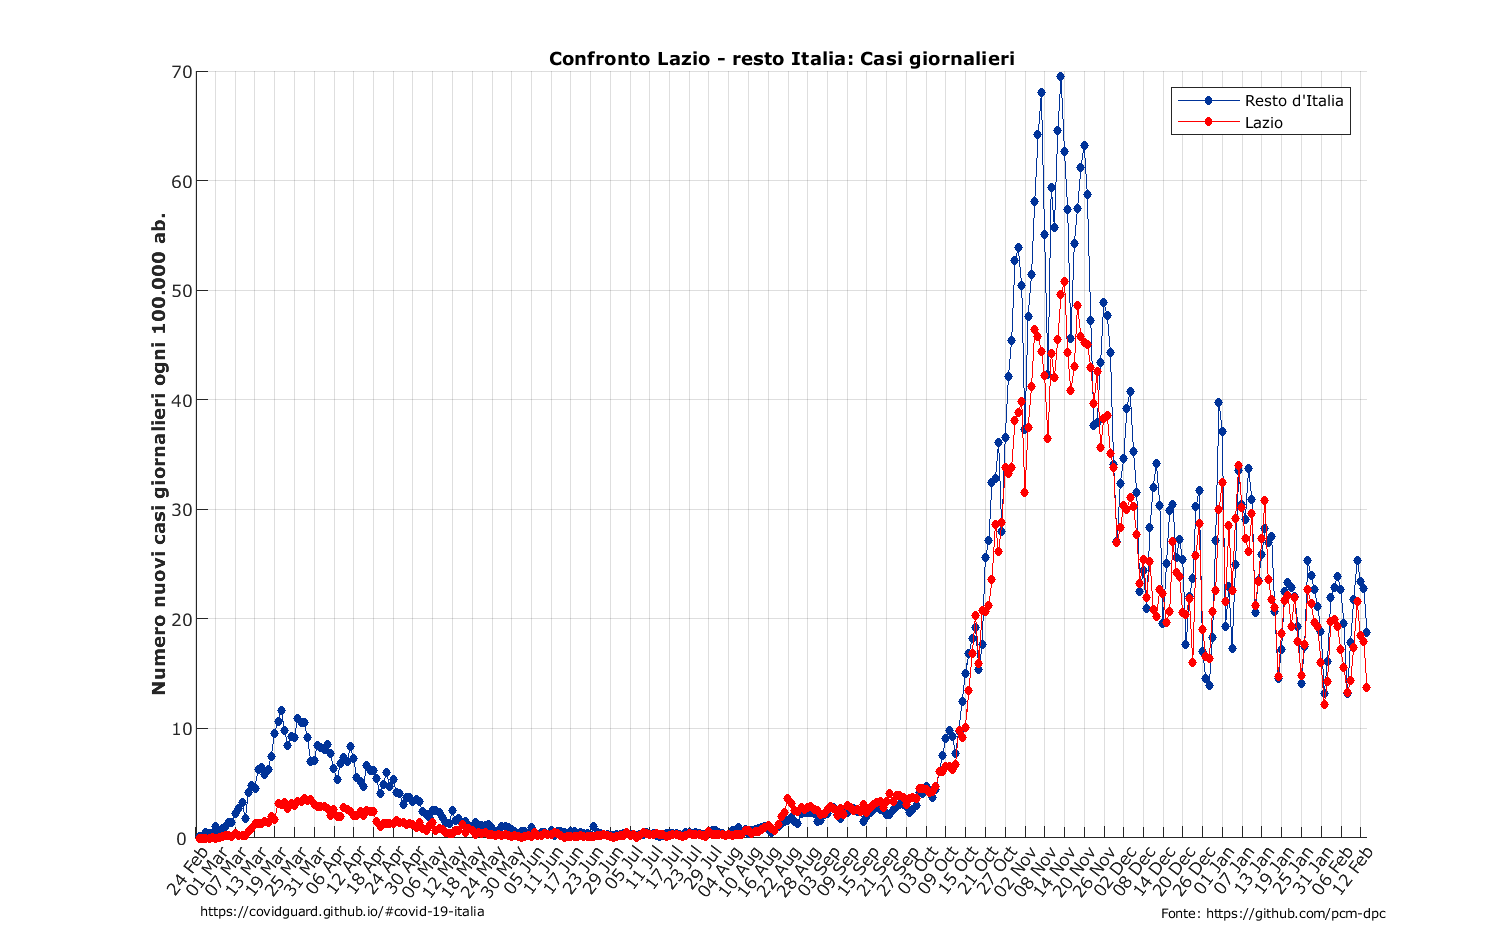 Confronto Lazio - resto Italia: Casi giornalieri
Resto d'Italia
Lazio
Numero nuovi casi giornalieri ogni 100.000 ab.
70
60
50
40
30
20
10
0
24 Feb
01 Mar
07 Mar
13 Mar
19 Mar
25 Mar
31 Mar
06 Apr
12 Apr
18 Apr
24 Apr
30 Apr
06 May
12 May
18 May
24 May
30 May
05 Jun
11 Jun
17 Jun
23 Jun
29 Jun
05 Jul
11 Jul
17 Jul
23 Jul
29 Jul
04 Aug
10 Aug
16 Aug
22 Aug
28 Aug
03 Sep
09 Sep
15 Sep
21 Sep
27 Sep
03 Oct
09 Oct
15 Oct
21 Oct
27 Oct
02 Nov
08 Nov
14 Nov
20 Nov
26 Nov
02 Dec
08 Dec
14 Dec
20 Dec
26 Dec
01 Jan
07 Jan
13 Jan
19 Jan
25 Jan
31 Jan
06 Feb
12 Feb
https://covidguard.github.io/#covid-19-italia
Fonte: https://github.com/pcm-dpc